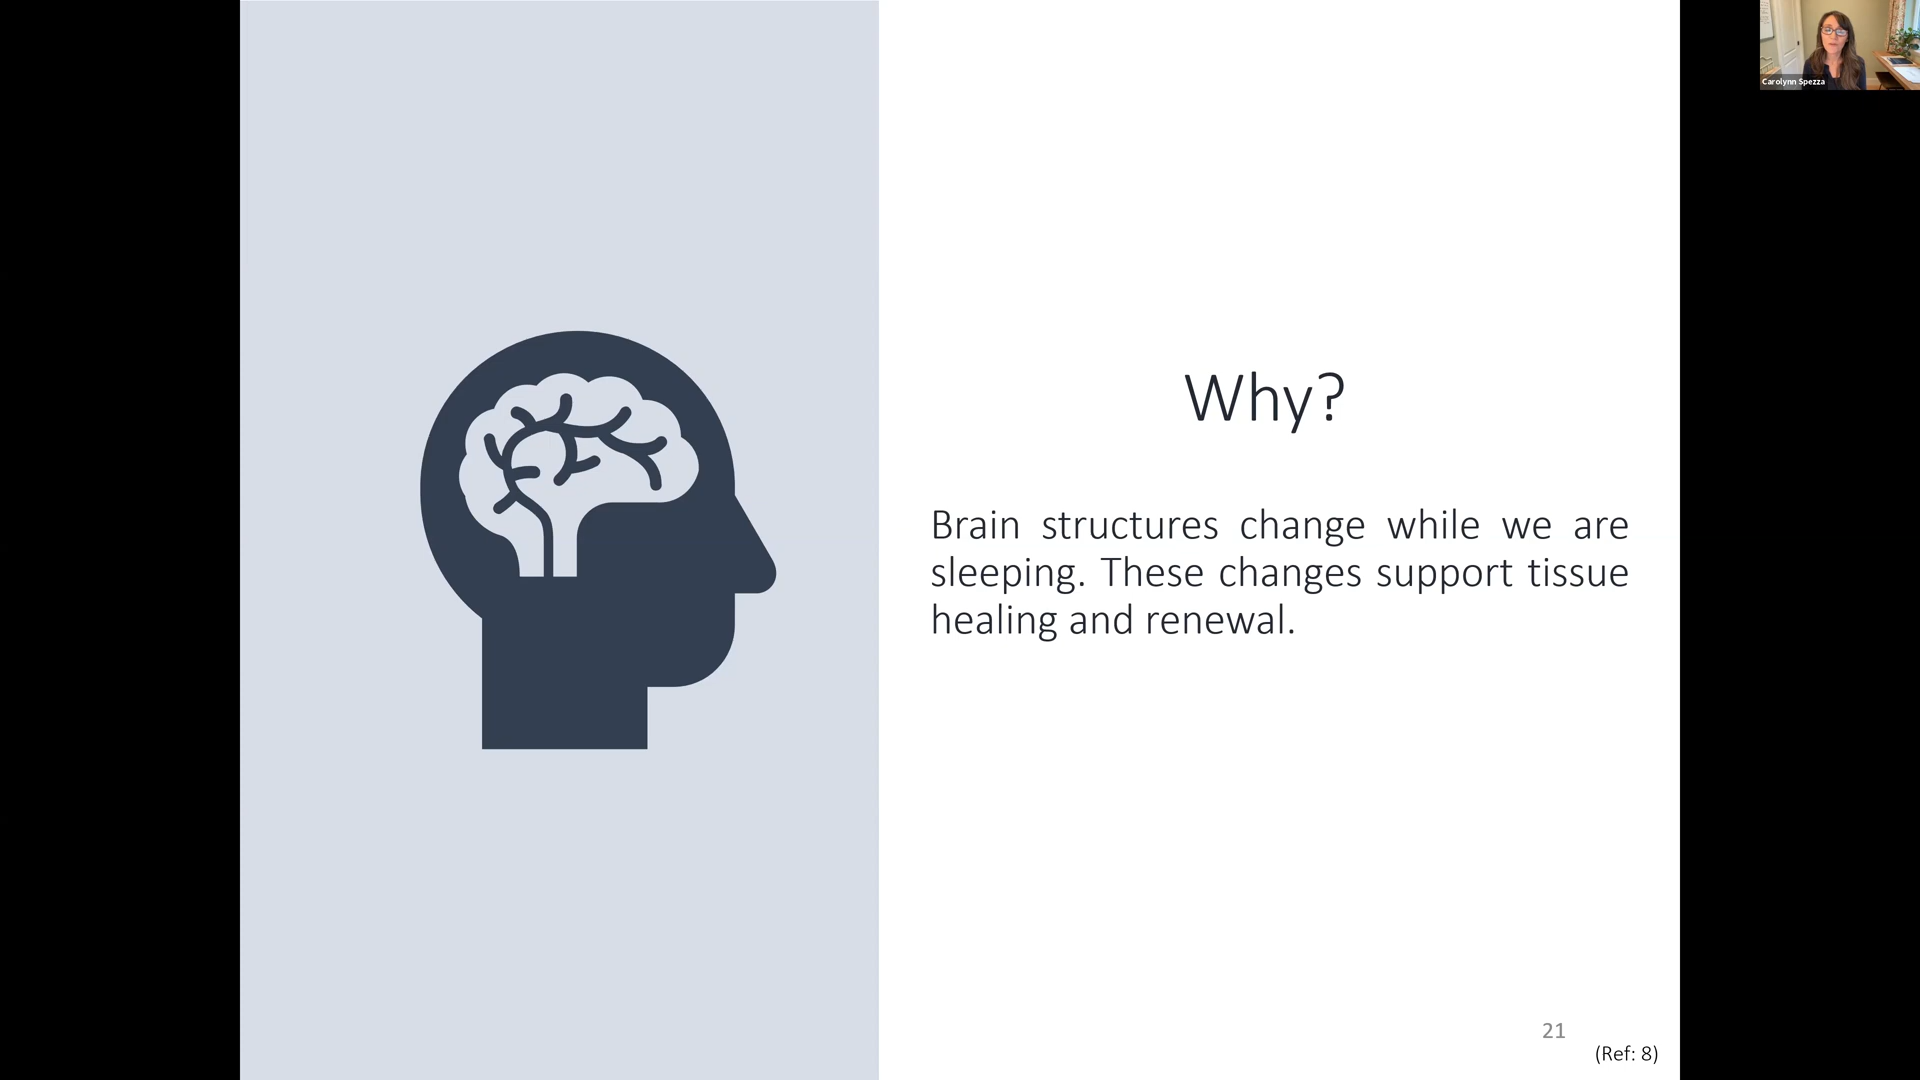 Carolynn Spezza
Why?
Brain structures change while we are
sleeping. These changes support tissue
healing and renewal.
21
(Ref: 8)